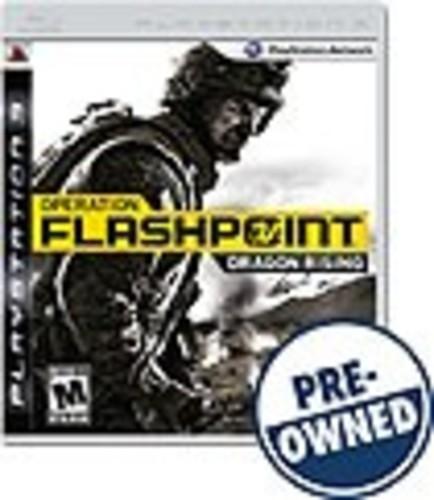 PlayStation Network
PLAYSTATION 3
OPERATION
FLASHPOINT
DRAGON RISING
M
PRE-
OWNED